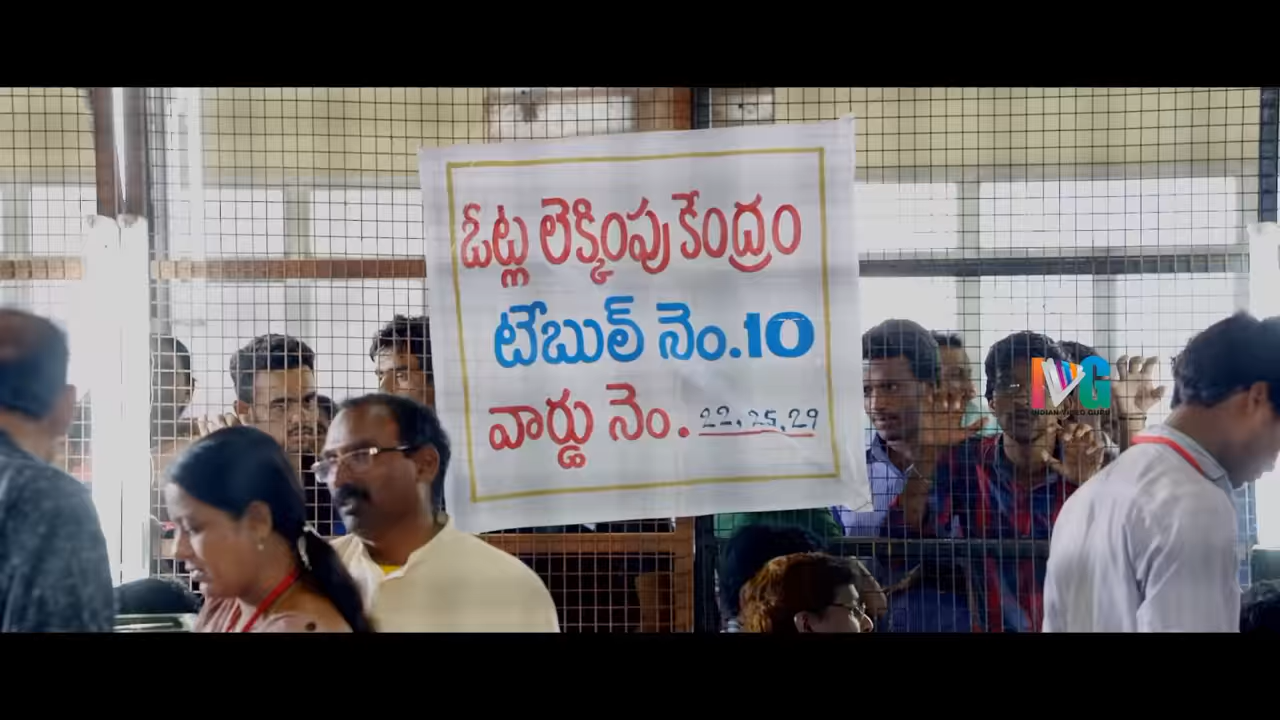 ఓట్ల లెక్కింపు కేంద్రం
టేబుల్ నెం.10
వార్డు నెం. 22, 25, 29
IVG
INDIAN VIDEO GURU